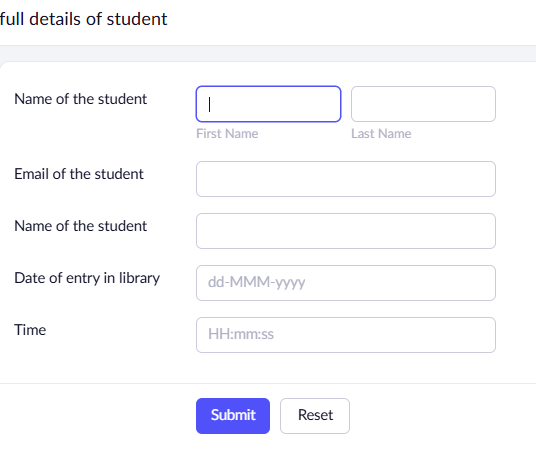 full details of student
Name of the student
First Name Last Name
Email of the student
Name of the student
Date of entry in library dd-MMM-yyyy
Time HH:mm:ss
Submit Reset